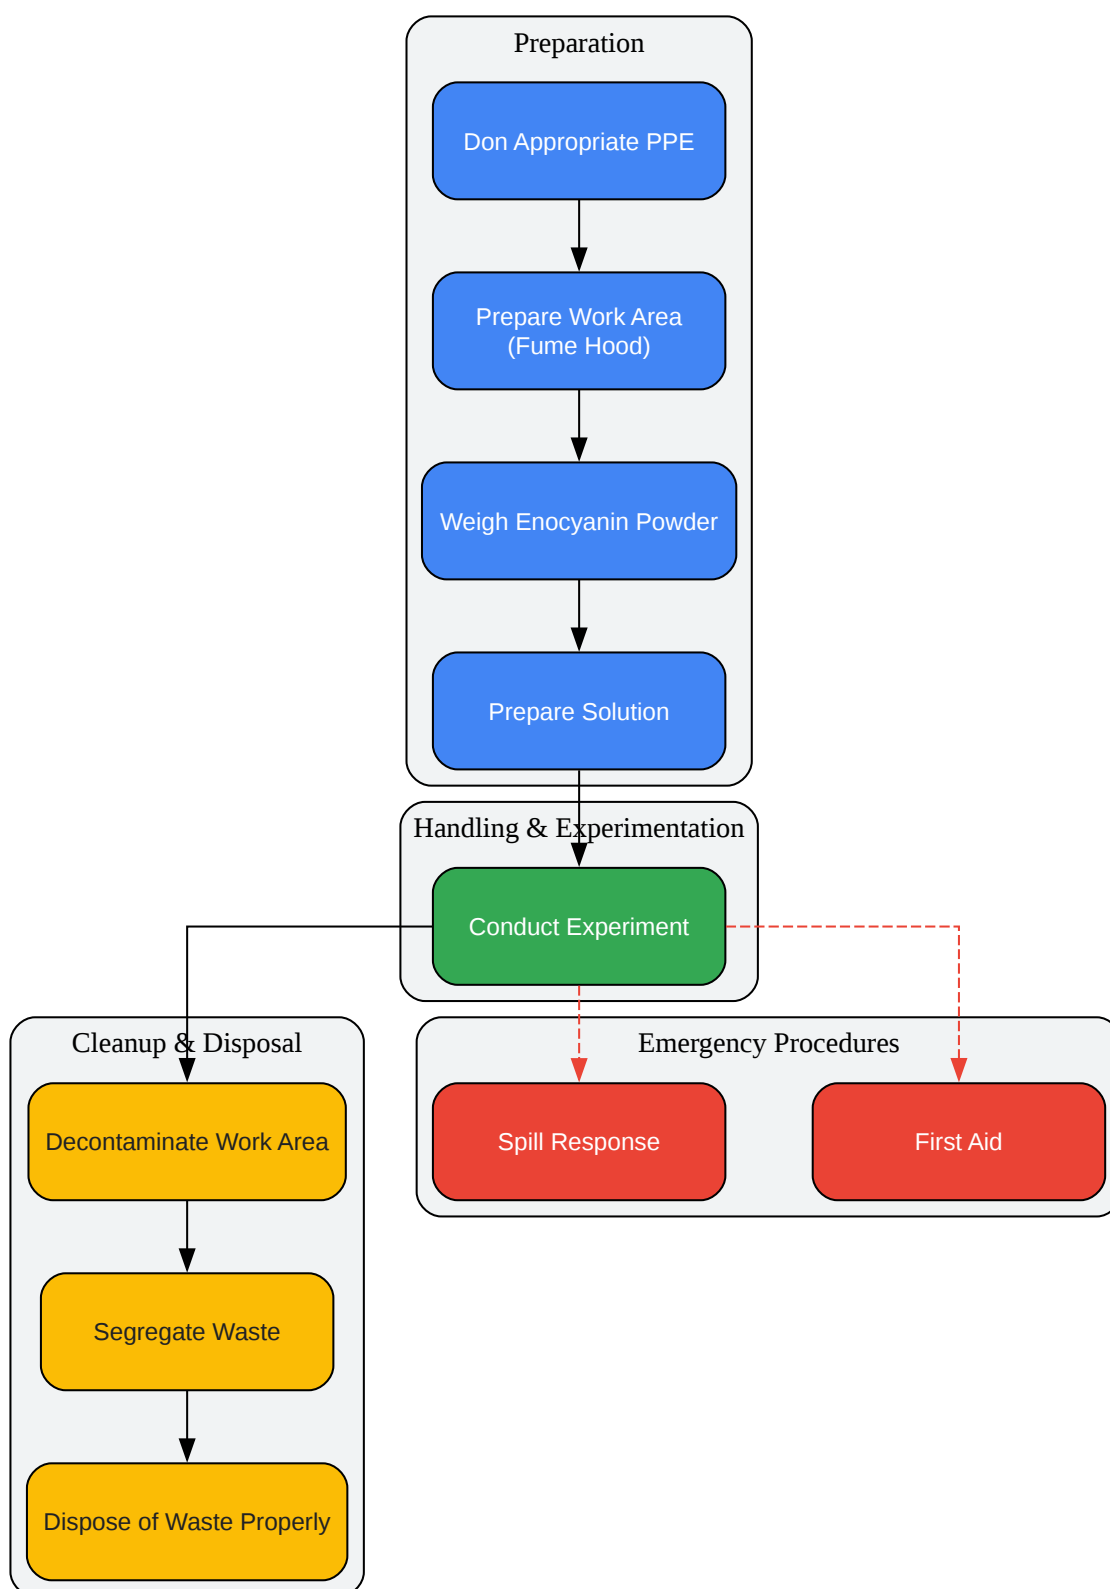 Preparation
Don Appropriate PPE
Prepare Work Area
(Fume Hood)
Weigh Enocyanin Powder
Prepare Solution
Handling & Experimentation
Conduct Experiment
Cleanup & Disposal
Decontaminate Work Area
Segregate Waste
Dispose of Waste Properly
Emergency Procedures
Spill Response
First Aid